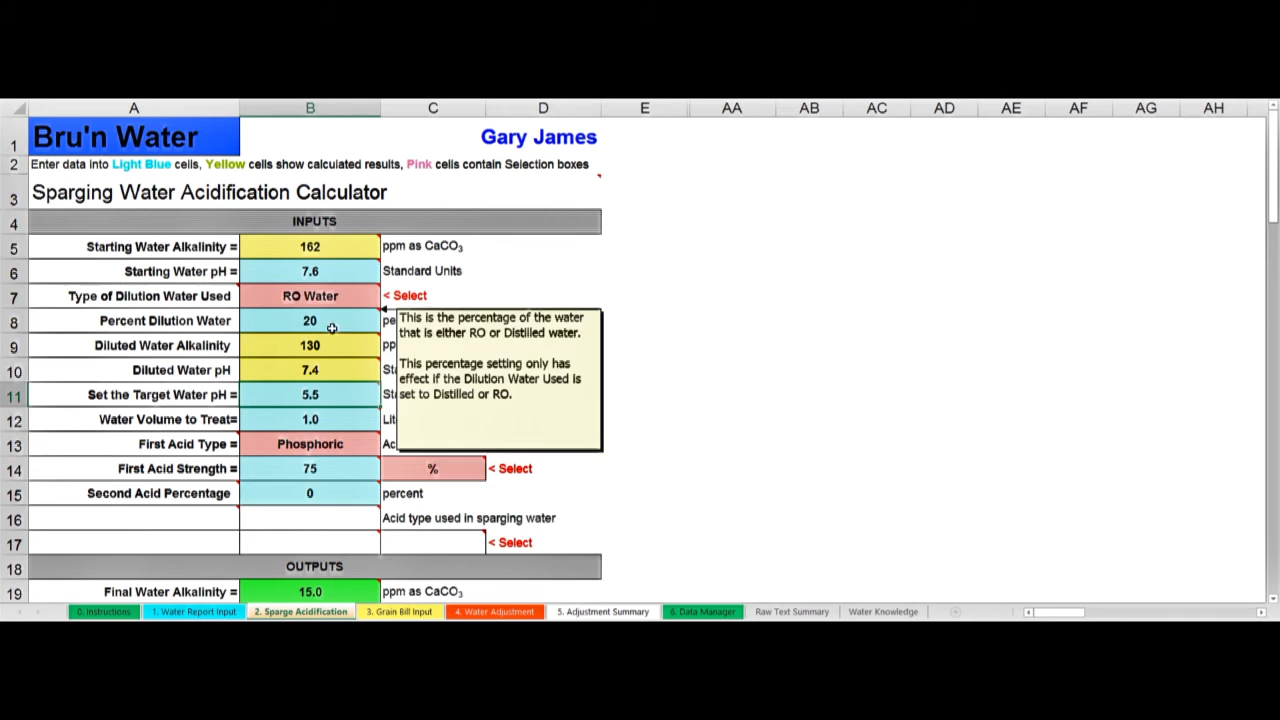 A B C D E AA AB AC AD AE AF AG AH
1 Bru'n Water Gary James
2 Enter data into Light Blue cells, Yellow cells show calculated results, Pink cells contain Selection boxes
3 Sparging Water Acidification Calculator
4 INPUTS
5 Starting Water Alkalinity = 162 ppm as CaCO3
6 Starting Water pH = 7.6 Standard Units
7 Type of Dilution Water Used RO Water < Select
8 Percent Dilution Water 20 pe
9 Diluted Water Alkalinity 130 pp
10 Diluted Water pH 7.4 Sta
11 Set the Target Water pH = 5.5 Sta
12 Water Volume to Treat= 1.0 Lit
13 First Acid Type = Phosphoric Ac
This is the percentage of the water
that is either RO or Distilled water.
This percentage setting only has
effect if the Dilution Water Used is
set to Distilled or RO.
14 First Acid Strength = 75 % < Select
15 Second Acid Percentage 0 percent
16 Acid type used in sparging water
17 < Select
18 OUTPUTS
19 Final Water Alkalinity = 15.0 ppm as CaCO3
0. Instructions 1. Water Report Input 2. Sparge Acidification 3. Grain Bill Input 4. Water Adjustment 5. Adjustment Summary 6. Data Manager Raw Text Summary Water Knowledge